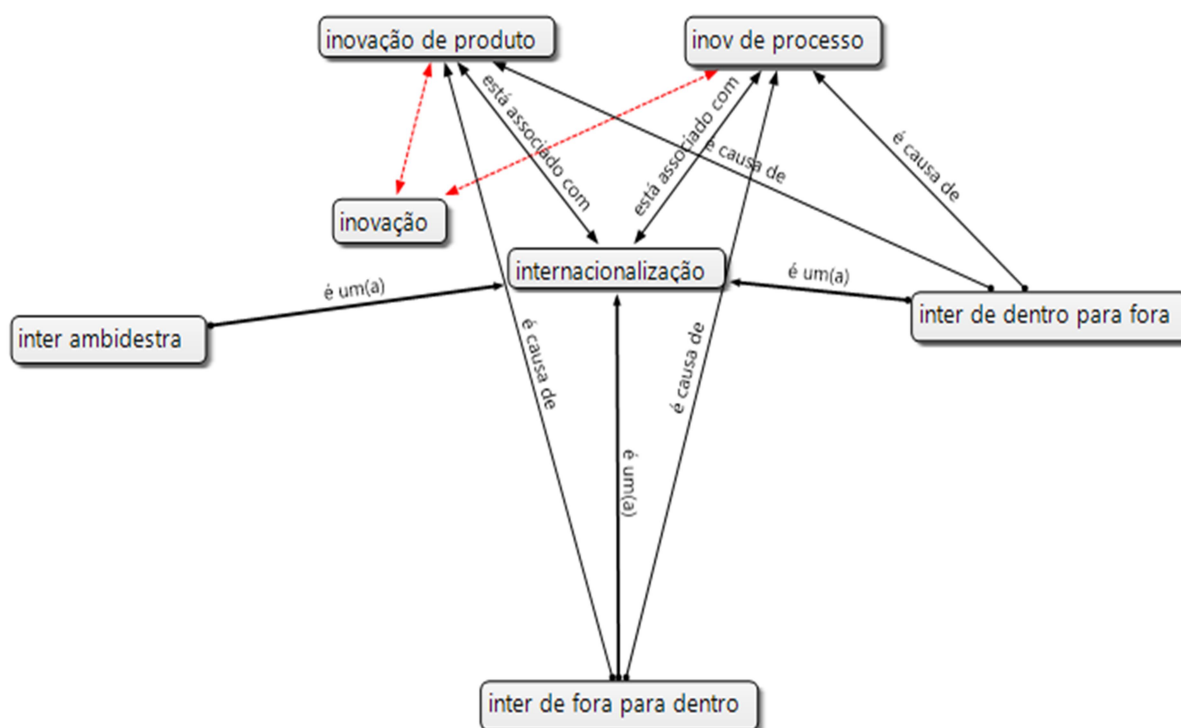 inovação de produto
inov de processo
está associado com
está associado com
é causa de
é causa de
inovação
internacionalização
é um(a)
é um(a)
inter de dentro para fora
inter ambidestra
é causa de
é causa de
é um(a)
inter de fora para dentro